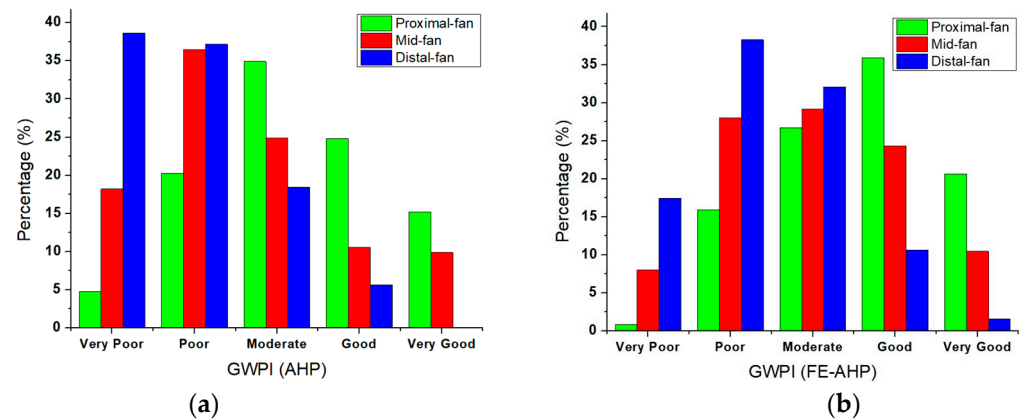 Proximal-fan
Mid-fan
Distal-fan
Percentage (%)
40
35
30
25
20
15
10
5
0
Very Poor Poor Moderate Good Very Good
GWPI (AHP)
(a)
Proximal-fan
Mid-fan
Distal-fan
Percentage (%)
40
35
30
25
20
15
10
5
0
Very Poor Poor Moderate Good Very Good
GWPI (FE-AHP)
(b)